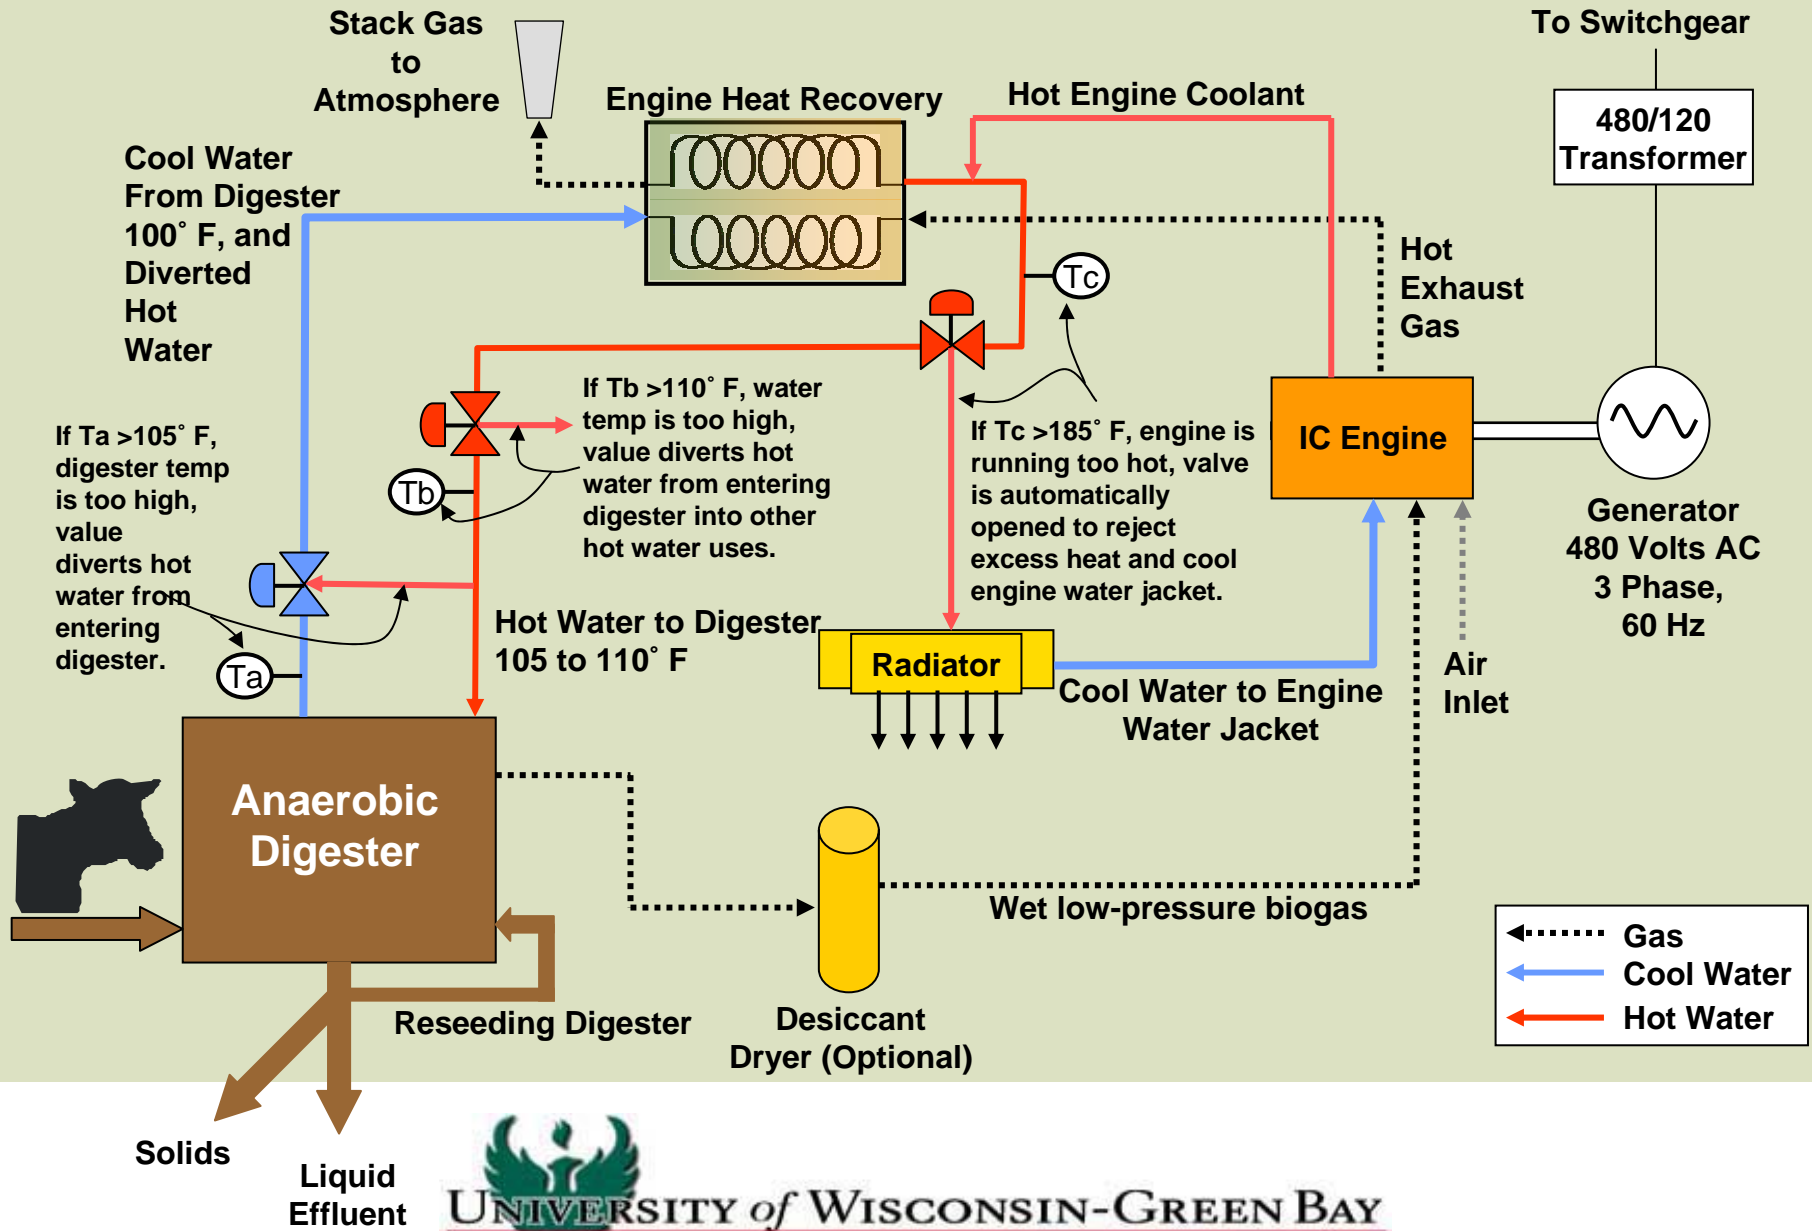 Stack Gas
to
Atmosphere
Engine Heat Recovery
Hot Engine Coolant
To Switchgear
480/120
Transformer
Cool Water
From Digester
100° F, and
Diverted
Hot
Water
Hot
Exhaust
Gas
Tc
If Ta >105° F,
digester temp
is too high,
value
diverts hot
water from
entering
digester.
If Tb >110° F, water
temp is too high,
value diverts hot
water from entering
digester into other
hot water uses.
Tb
If Tc >185° F, engine is
running too hot, valve
is automatically
opened to reject
excess heat and cool
engine water jacket.
IC Engine
Generator
480 Volts AC
3 Phase,
60 Hz
Ta
Hot Water to Digester
105 to 110° F
Radiator
Cool Water to Engine
Water Jacket
Air
Inlet
Anaerobic
Digester
Wet low-pressure biogas
Reseeding Digester
Desiccant
Dryer (Optional)
Gas
Cool Water
Hot Water
Solids
Liquid
Effluent
UNIVERSITY of WISCONSIN-GREEN BAY